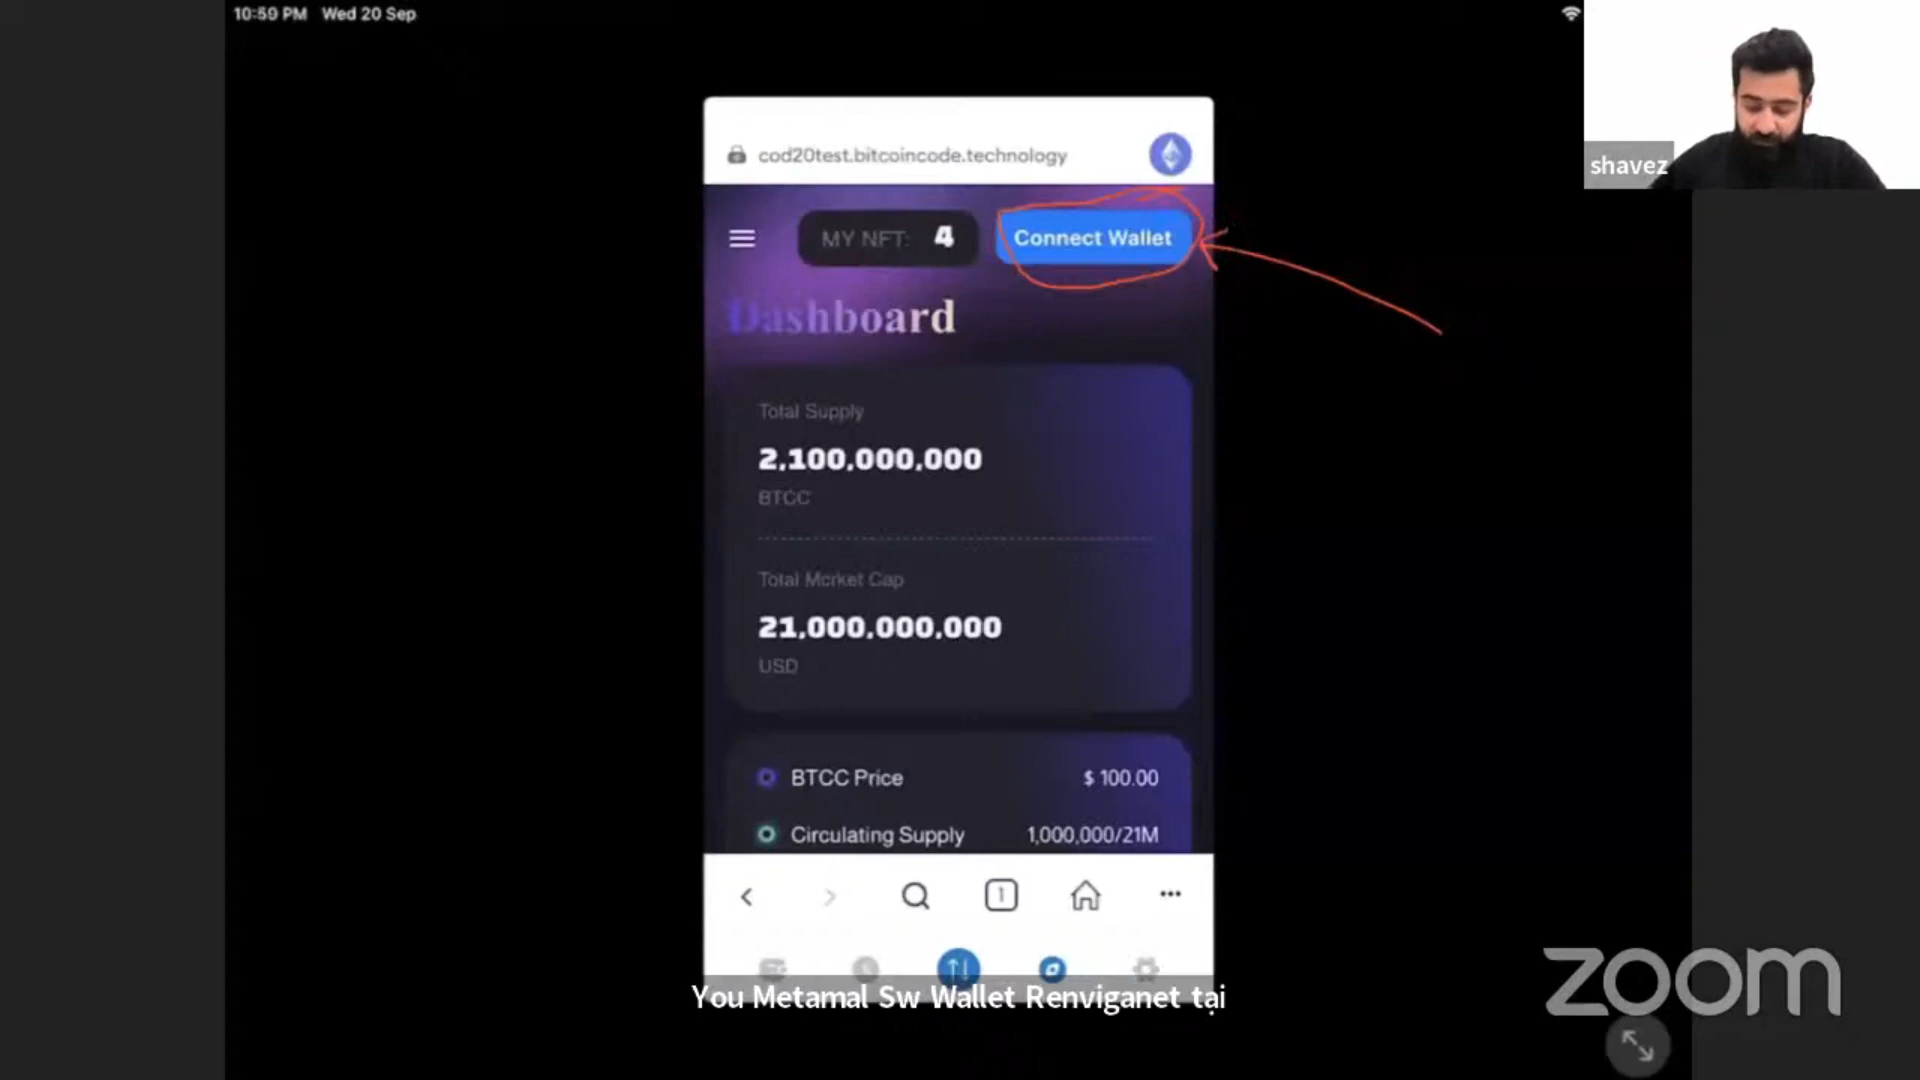 10:59 PM Wed 20 Sep
shavez
cod20test.bitcoincode.technology
MY NFT: 4
Connect Wallet
Dashboard
Total Supply
2,100,000,000
BTCC
Total Market Cap
21,000,000,000
USD
BTCC Price $ 100.00
Circulating Supply 1,000,000/21M
1
You Metamal Sw Wallet Renviganet tại
zoom